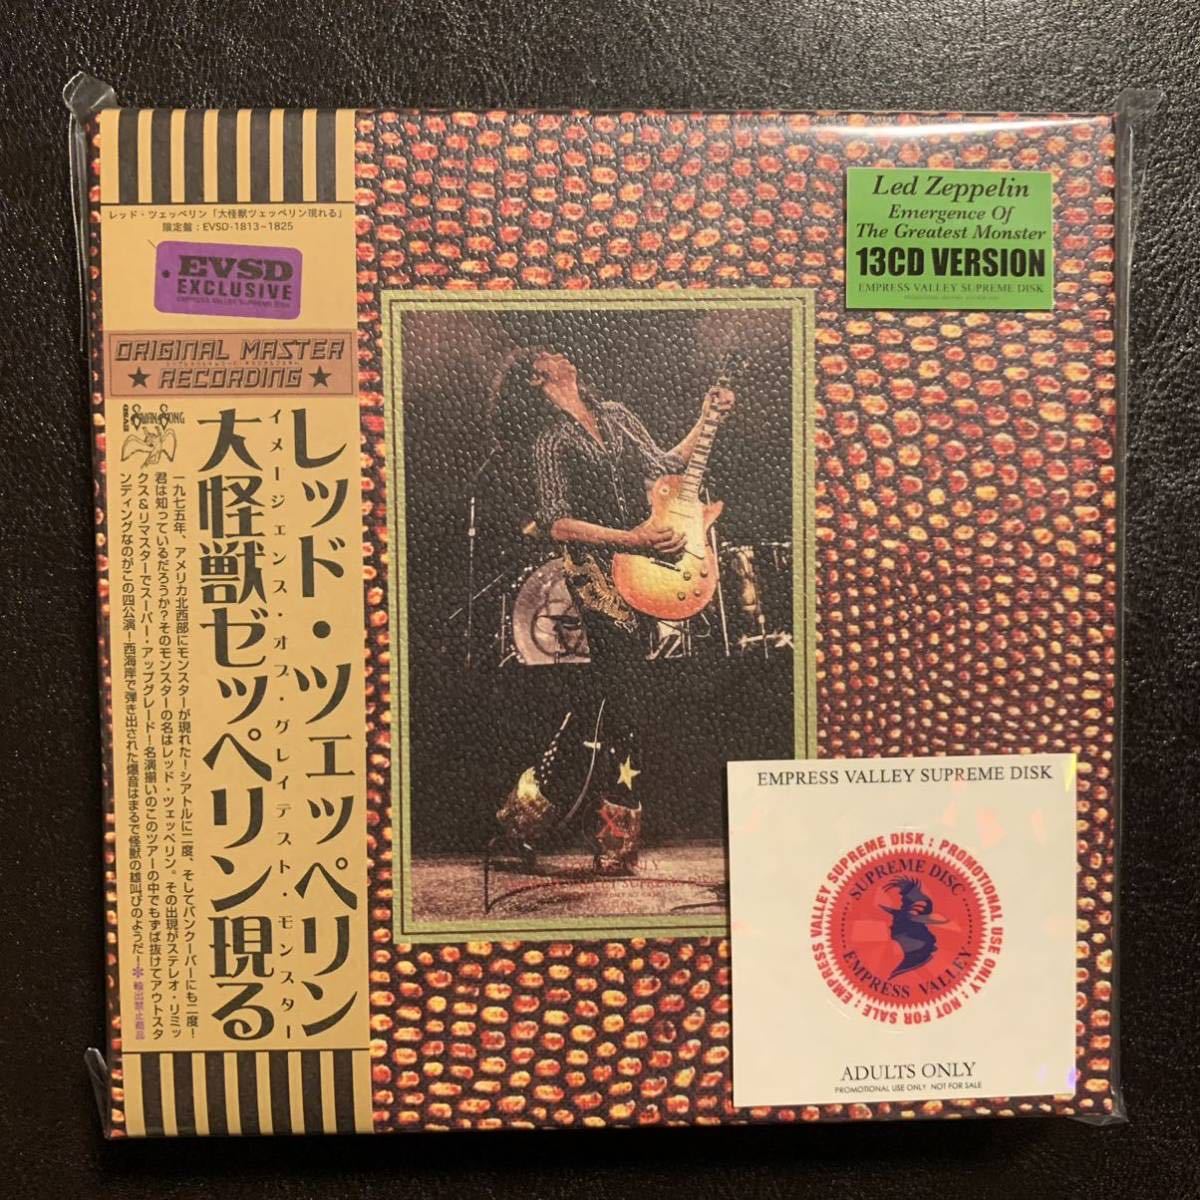 レッド・ツェッペリン「大怪獣ツェッペリン現れる」
限定盤：EVSD-1813~1825
EVSD
EXCLUSIVE
EMPRESS VALLEY SUPREME DISK
ORIGINAL MASTER
★ RECORDING ★
レッド・ツェッペリン
イメージェンス・オブ・グレイテスト・モンスター
大怪獣ゼッペリン現る
SWAN SONG
一九七五年、アメリカ北西部にモンスターが現れた！シアトルに二度、そしてバンクーバーにも二度！
君は知っているだろうか？そのモンスターの名はレッド・ツェッペリン。その出現がステレオ・リミッ
クス&リマスターでスーパー・アップグレード！名演揃いのこのツアーの中でもずば抜けてアウトスタ
ンディングなのがこの四公演！西海岸で弾き出された爆音はまるで怪獣の雄叫びのようだ！✽輸出禁止商品
Led Zeppelin
Emergence Of
The Greatest Monster
13CD VERSION
EMPRESS VALLEY SUPREME DISK
EMPRESS VALLEY SUPREME DISK
EMPRESS VALLEY SUPREME DISK : PROMOTIONAL USE ONLY : NOT FOR SALE :
SUPREME DISC
EMPRESS VALLEY
ADULTS ONLY
PROMOTIONAL USE ONLY NOT FOR SALE